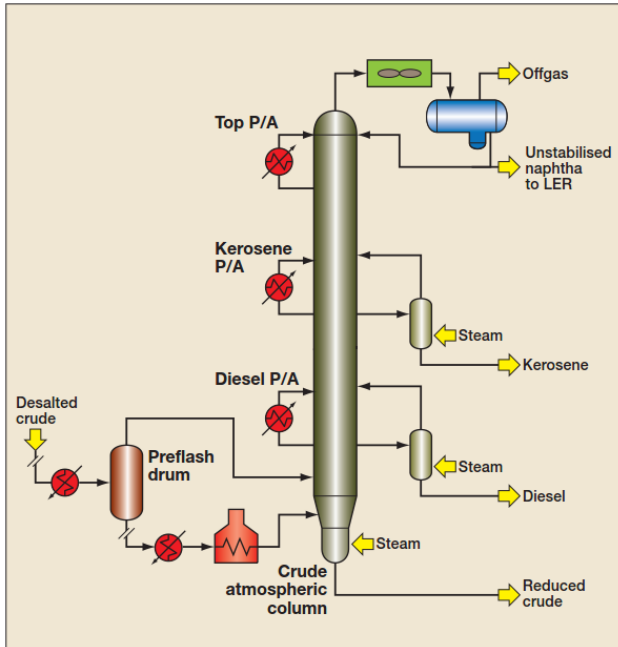 Offgas
Top P/A
Unstabilised
naphtha
to LER
Kerosene
P/A
Steam
Kerosene
Diesel P/A
Desalted
crude
Preflash
drum
Steam
Diesel
Steam
Crude
atmospheric
column
Reduced
crude